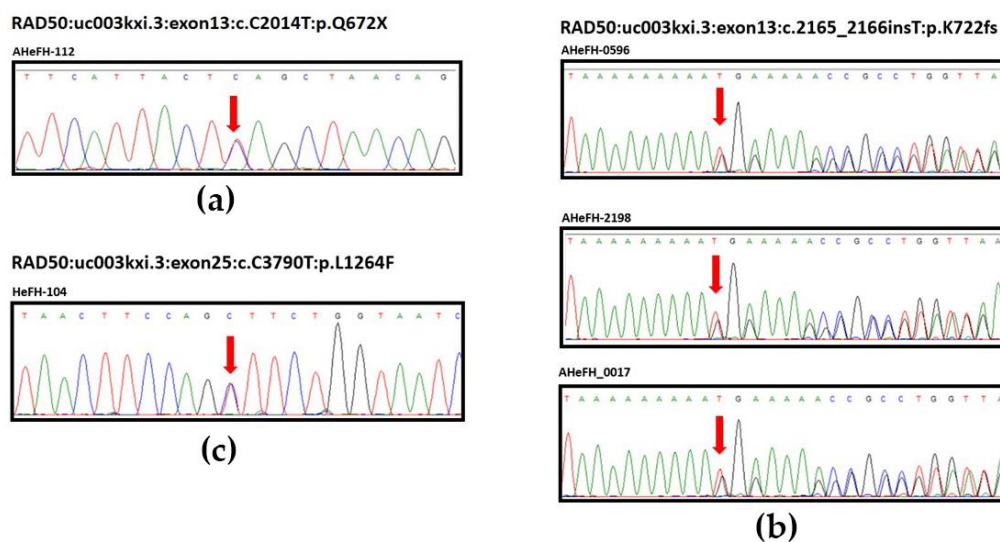 RAD50:uc003kxi.3:exon13:c.C2014T:p.Q672X
AHeFH-112
T T C A T T A C T C A G C T A A C A G
(a)
RAD50:uc003kxi.3:exon25:c.C3790T:p.L1264F
HeFH-104
T A A C T T C C A G C T T C T G G T A A T C
(c)
RAD50:uc003kxi.3:exon13:c.2165_2166insT:p.K722fs
AHeFH-0596
T A A A A A A A A A T G A A A A A C C G C C T G G T T A
AHeFH-2198
T A A A A A A A A A T G A A A A A C C G C C T G G T T A A
AHeFH_0017
T A A A A A A A A A T G A A A A A C C G C C T G G T T A
(b)